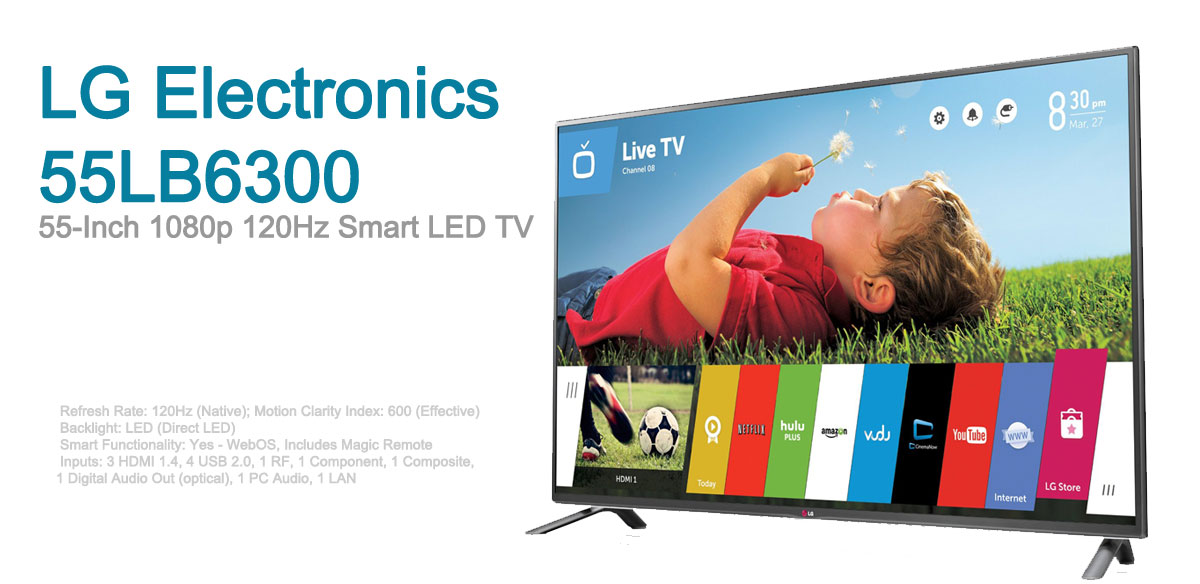 LG Electronics
55LB6300
55-Inch 1080p 120Hz Smart LED TV
Refresh Rate: 120Hz (Native); Motion Clarity Index: 600 (Effective)
Backlight: LED (Direct LED)
Smart Functionality: Yes - WebOS, Includes Magic Remote
Inputs: 3 HDMI 1.4, 4 USB 2.0, 1 RF, 1 Component, 1 Composite,
1 Digital Audio Out (optical), 1 PC Audio, 1 LAN
Live TV
Channel 08
8 30 pm
Mar, 27
HDMI 1
Today
NETFLIX
hulu
PLUS
amazon
vudu
CinemaNow
YouTube
WWW
Internet
LG Store
LG